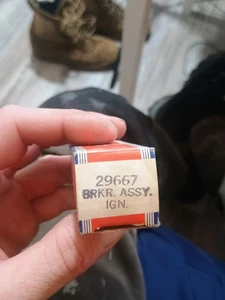 29667
BRKR. ASSY.
IGN.